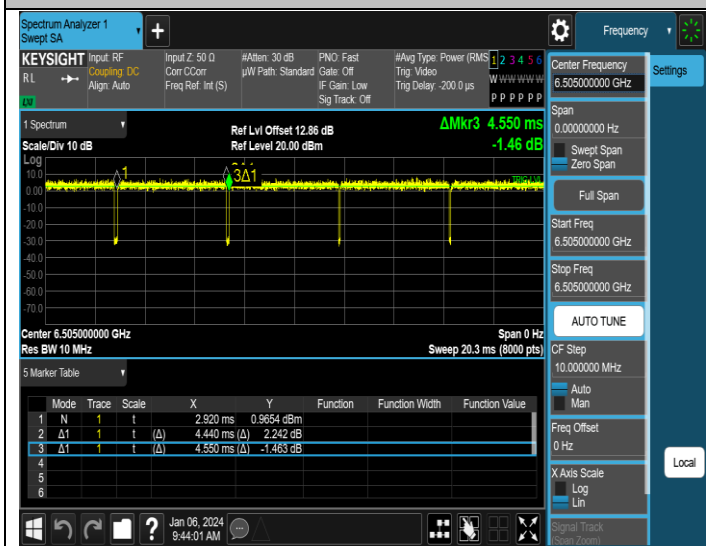 Spectrum Analyzer 1
Swept SA
Frequency
KEYSIGHT
RL
LW
Input: RF
Coupling: DC
Align: Auto
Input Z: 50 Ω
Corr CCorr
Freq Ref: Int (S)
#Atten: 30 dB
µW Path: Standard
PNO: Fast
Gate: Off
IF Gain: Low
Sig Track: Off
#Avg Type: Power (RMS
Trig: Video
Trig Delay: -200.0 µs
1 2 3 4 5 6
W W W W W W
P P P P P P
1 Spectrum
Scale/Div 10 dB
Ref Lvl Offset 12.86 dB
Ref Level 20.00 dBm
ΔMkr3 4.550 ms
-1.46 dB
Log
10.0
0.00
-10.0
-20.0
-30.0
-40.0
-50.0
-60.0
-70.0
1
3Δ1
Center 6.505000000 GHz
Res BW 10 MHz
Span 0 Hz
Sweep 20.3 ms (8000 pts)
5 Marker Table
Mode Trace Scale X Y Function Function Width Function Value
1 N 1 t 2.920 ms 0.9654 dBm
2 Δ1 1 t (Δ) 4.440 ms (Δ) 2.242 dB
3 Δ1 1 t (Δ) 4.550 ms (Δ) -1.463 dB
4
5
6
Jan 06, 2024
9:44:01 AM
Center Frequency
6.505000000 GHz
Span
0.00000000 Hz
Swept Span
Zero Span
Full Span
Start Freq
6.505000000 GHz
Stop Freq
6.505000000 GHz
AUTO TUNE
CF Step
10.000000 MHz
Auto
Man
Freq Offset
0 Hz
X Axis Scale
Log
Lin
Signal Track
(Span Zoom)
Settings
Local